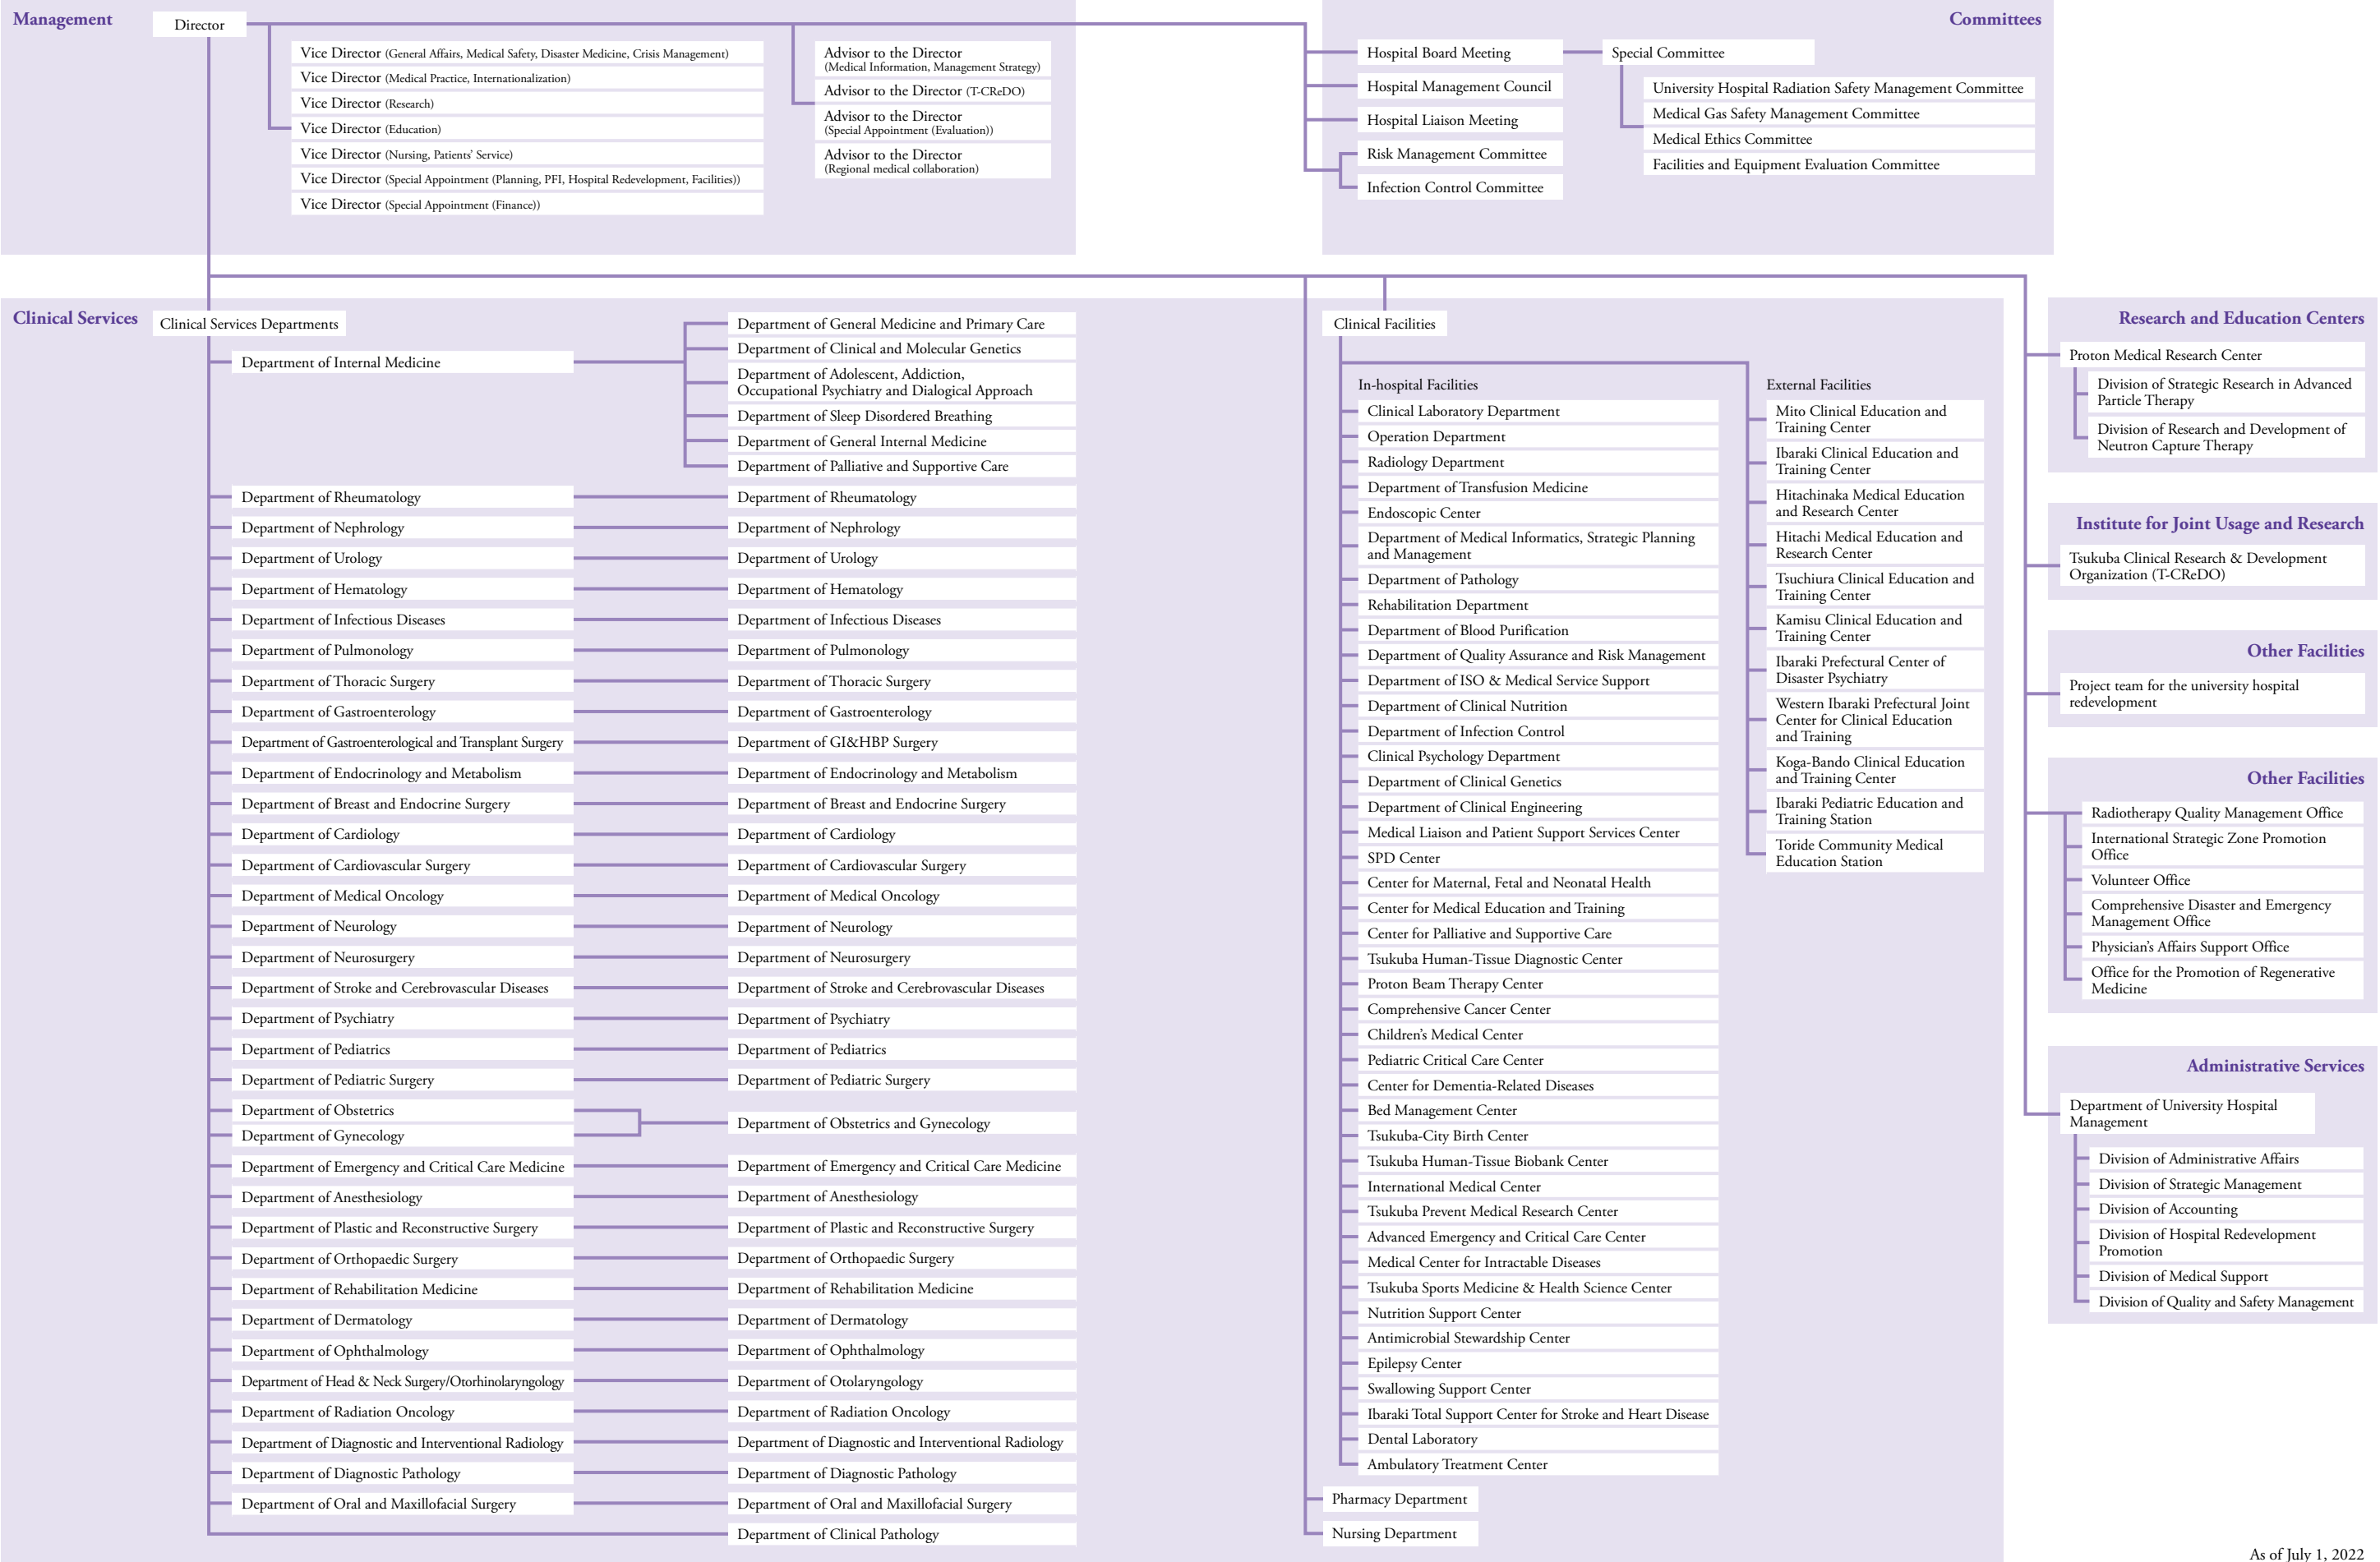 Management
Director
Vice Director (General Affairs, Medical Safety, Disaster Medicine, Crisis Management)
Vice Director (Medical Practice, Internationalization)
Vice Director (Research)
Vice Director (Education)
Vice Director (Nursing, Patients’ Service)
Vice Director (Special Appointment (Planning, PFI, Hospital Redevelopment, Facilities))
Vice Director (Special Appointment (Finance))
Advisor to the Director
(Medical Information, Management Strategy)
Advisor to the Director (T-CReDO)
Advisor to the Director
(Special Appointment (Evaluation))
Advisor to the Director
(Regional medical collaboration)
Committees
Hospital Board Meeting
Hospital Management Council
Hospital Liaison Meeting
Risk Management Committee
Infection Control Committee
Special Committee
University Hospital Radiation Safety Management Committee
Medical Gas Safety Management Committee
Medical Ethics Committee
Facilities and Equipment Evaluation Committee
Clinical Services
Clinical Services Departments
Department of Internal Medicine
Department of General Medicine and Primary Care
Department of Clinical and Molecular Genetics
Department of Adolescent, Addiction,
Occupational Psychiatry and Dialogical Approach
Department of Sleep Disordered Breathing
Department of General Internal Medicine
Department of Palliative and Supportive Care
Department of Rheumatology
Department of Rheumatology
Department of Nephrology
Department of Nephrology
Department of Urology
Department of Urology
Department of Hematology
Department of Hematology
Department of Infectious Diseases
Department of Infectious Diseases
Department of Pulmonology
Department of Pulmonology
Department of Thoracic Surgery
Department of Thoracic Surgery
Department of Gastroenterology
Department of Gastroenterology
Department of Gastroenterological and Transplant Surgery
Department of GI&HBP Surgery
Department of Endocrinology and Metabolism
Department of Endocrinology and Metabolism
Department of Breast and Endocrine Surgery
Department of Breast and Endocrine Surgery
Department of Cardiology
Department of Cardiology
Department of Cardiovascular Surgery
Department of Cardiovascular Surgery
Department of Medical Oncology
Department of Medical Oncology
Department of Neurology
Department of Neurology
Department of Neurosurgery
Department of Neurosurgery
Department of Stroke and Cerebrovascular Diseases
Department of Stroke and Cerebrovascular Diseases
Department of Psychiatry
Department of Psychiatry
Department of Pediatrics
Department of Pediatrics
Department of Pediatric Surgery
Department of Pediatric Surgery
Department of Obstetrics
Department of Gynecology
Department of Obstetrics and Gynecology
Department of Emergency and Critical Care Medicine
Department of Emergency and Critical Care Medicine
Department of Anesthesiology
Department of Anesthesiology
Department of Plastic and Reconstructive Surgery
Department of Plastic and Reconstructive Surgery
Department of Orthopaedic Surgery
Department of Orthopaedic Surgery
Department of Rehabilitation Medicine
Department of Rehabilitation Medicine
Department of Dermatology
Department of Dermatology
Department of Ophthalmology
Department of Ophthalmology
Department of Head & Neck Surgery/Otorhinolaryngology
Department of Otolaryngology
Department of Radiation Oncology
Department of Radiation Oncology
Department of Diagnostic and Interventional Radiology
Department of Diagnostic and Interventional Radiology
Department of Diagnostic Pathology
Department of Diagnostic Pathology
Department of Oral and Maxillofacial Surgery
Department of Oral and Maxillofacial Surgery
Department of Clinical Pathology
Clinical Facilities
In-hospital Facilities
Clinical Laboratory Department
Operation Department
Radiology Department
Department of Transfusion Medicine
Endoscopic Center
Department of Medical Informatics, Strategic Planning
and Management
Department of Pathology
Rehabilitation Department
Department of Blood Purification
Department of Quality Assurance and Risk Management
Department of ISO & Medical Service Support
Department of Clinical Nutrition
Department of Infection Control
Clinical Psychology Department
Department of Clinical Genetics
Department of Clinical Engineering
Medical Liaison and Patient Support Services Center
SPD Center
Center for Maternal, Fetal and Neonatal Health
Center for Medical Education and Training
Center for Palliative and Supportive Care
Tsukuba Human-Tissue Diagnostic Center
Proton Beam Therapy Center
Comprehensive Cancer Center
Children’s Medical Center
Pediatric Critical Care Center
Center for Dementia-Related Diseases
Bed Management Center
Tsukuba-City Birth Center
Tsukuba Human-Tissue Biobank Center
International Medical Center
Tsukuba Prevent Medical Research Center
Advanced Emergency and Critical Care Center
Medical Center for Intractable Diseases
Tsukuba Sports Medicine & Health Science Center
Nutrition Support Center
Antimicrobial Stewardship Center
Epilepsy Center
Swallowing Support Center
Ibaraki Total Support Center for Stroke and Heart Disease
Dental Laboratory
Ambulatory Treatment Center
Pharmacy Department
Nursing Department
External Facilities
Mito Clinical Education and
Training Center
Ibaraki Clinical Education and
Training Center
Hitachinaka Medical Education
and Research Center
Hitachi Medical Education and
Research Center
Tsuchiura Clinical Education and
Training Center
Kamisu Clinical Education and
Training Center
Ibaraki Prefectural Center of
Disaster Psychiatry
Western Ibaraki Prefectural Joint
Center for Clinical Education
and Training
Koga-Bando Clinical Education
and Training Center
Ibaraki Pediatric Education and
Training Station
Toride Community Medical
Education Station
Research and Education Centers
Proton Medical Research Center
Division of Strategic Research in Advanced
Particle Therapy
Division of Research and Development of
Neutron Capture Therapy
Institute for Joint Usage and Research
Tsukuba Clinical Research & Development
Organization (T-CReDO)
Other Facilities
Project team for the university hospital
redevelopment
Other Facilities
Radiotherapy Quality Management Office
International Strategic Zone Promotion
Office
Volunteer Office
Comprehensive Disaster and Emergency
Management Office
Physician’s Affairs Support Office
Office for the Promotion of Regenerative
Medicine
Administrative Services
Department of University Hospital
Management
Division of Administrative Affairs
Division of Strategic Management
Division of Accounting
Division of Hospital Redevelopment
Promotion
Division of Medical Support
Division of Quality and Safety Management
As of July 1, 2022